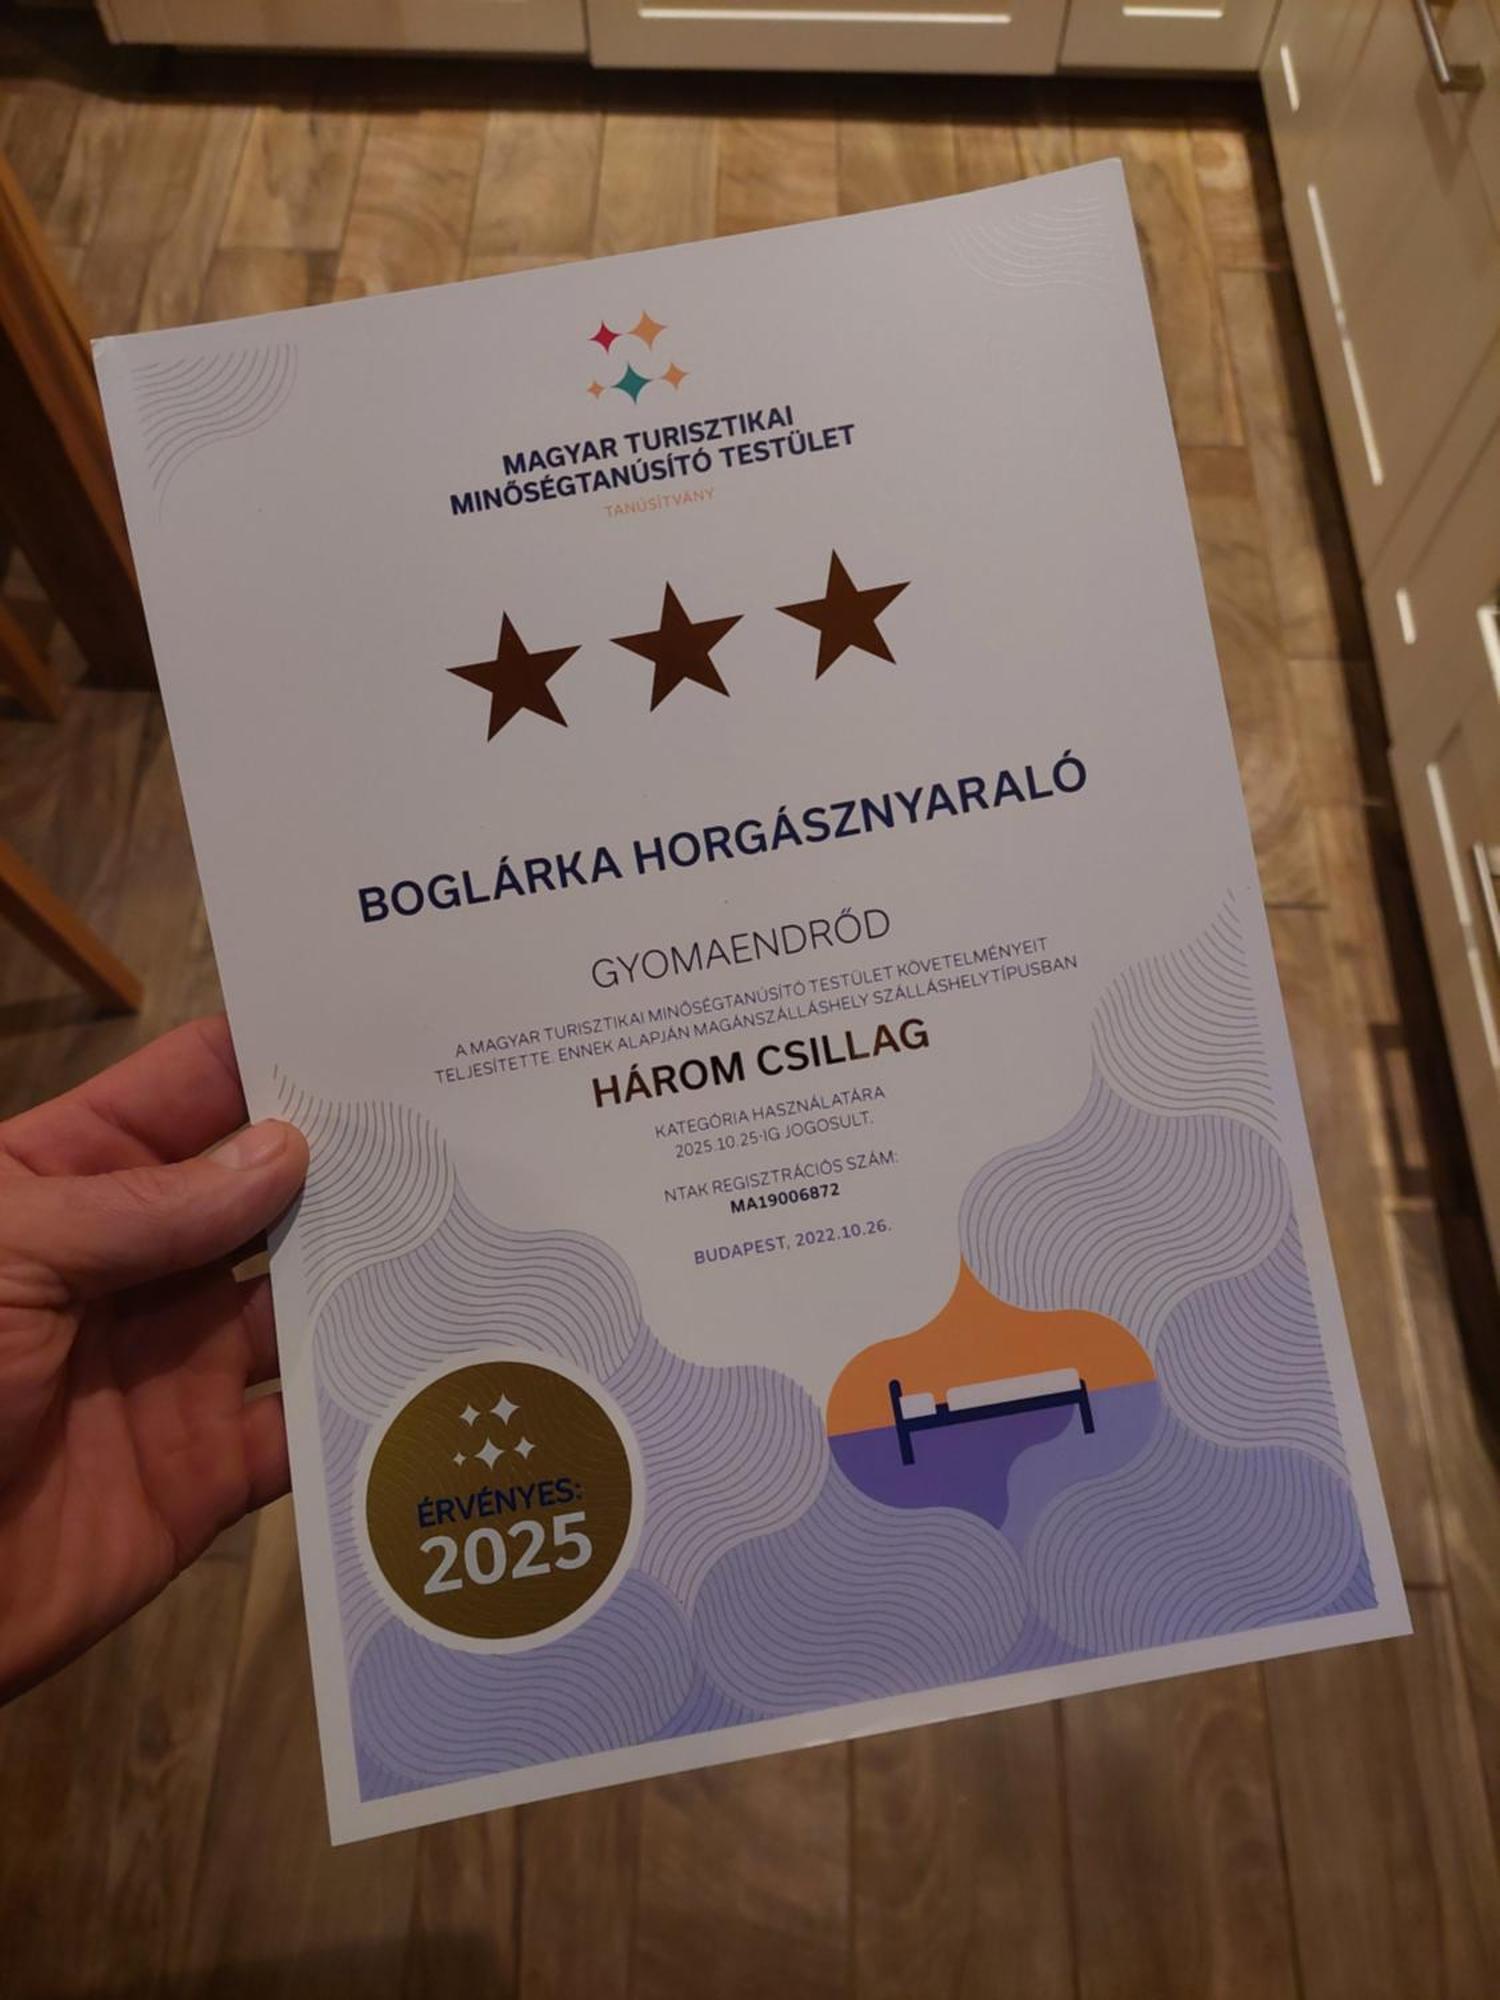 MAGYAR TURISZTIKAI
MINŐSÉGTANÚSÍTÓ TESTÜLET
TANÚSÍTVÁNY
BOGLÁRKA HORGÁSZNYARALÓ
GYOMAENDRŐD
A MAGYAR TURISZTIKAI MINŐSÉGTANÚSÍTÓ TESTÜLET KÖVETELMÉNYEIT
TELJESÍTETTE. ENNEK ALAPJÁN MAGÁNSZÁLLÁSHELY SZÁLLÁSHELYTÍPUSBAN
HÁROM CSILLAG
KATEGÓRIA HASZNÁLATÁRA
2025.10.25-IG JOGOSULT.
NTAK REGISZTRÁCIÓS SZÁM:
MA19006872
BUDAPEST, 2022.10.26.
ÉRVÉNYES:
2025